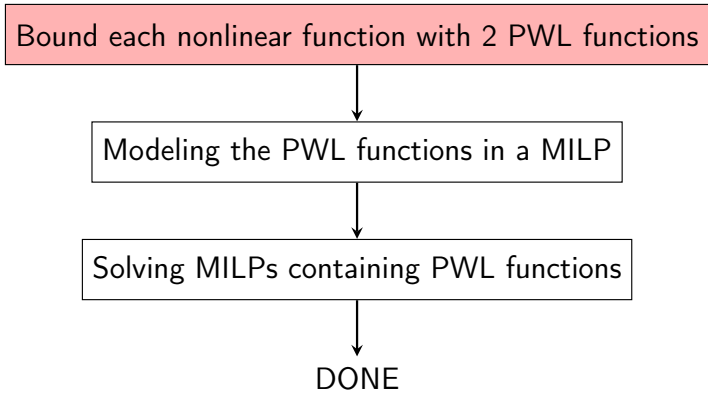 Bound each nonlinear function with 2 PWL functions
Modeling the PWL functions in a MILP
Solving MILPs containing PWL functions
DONE